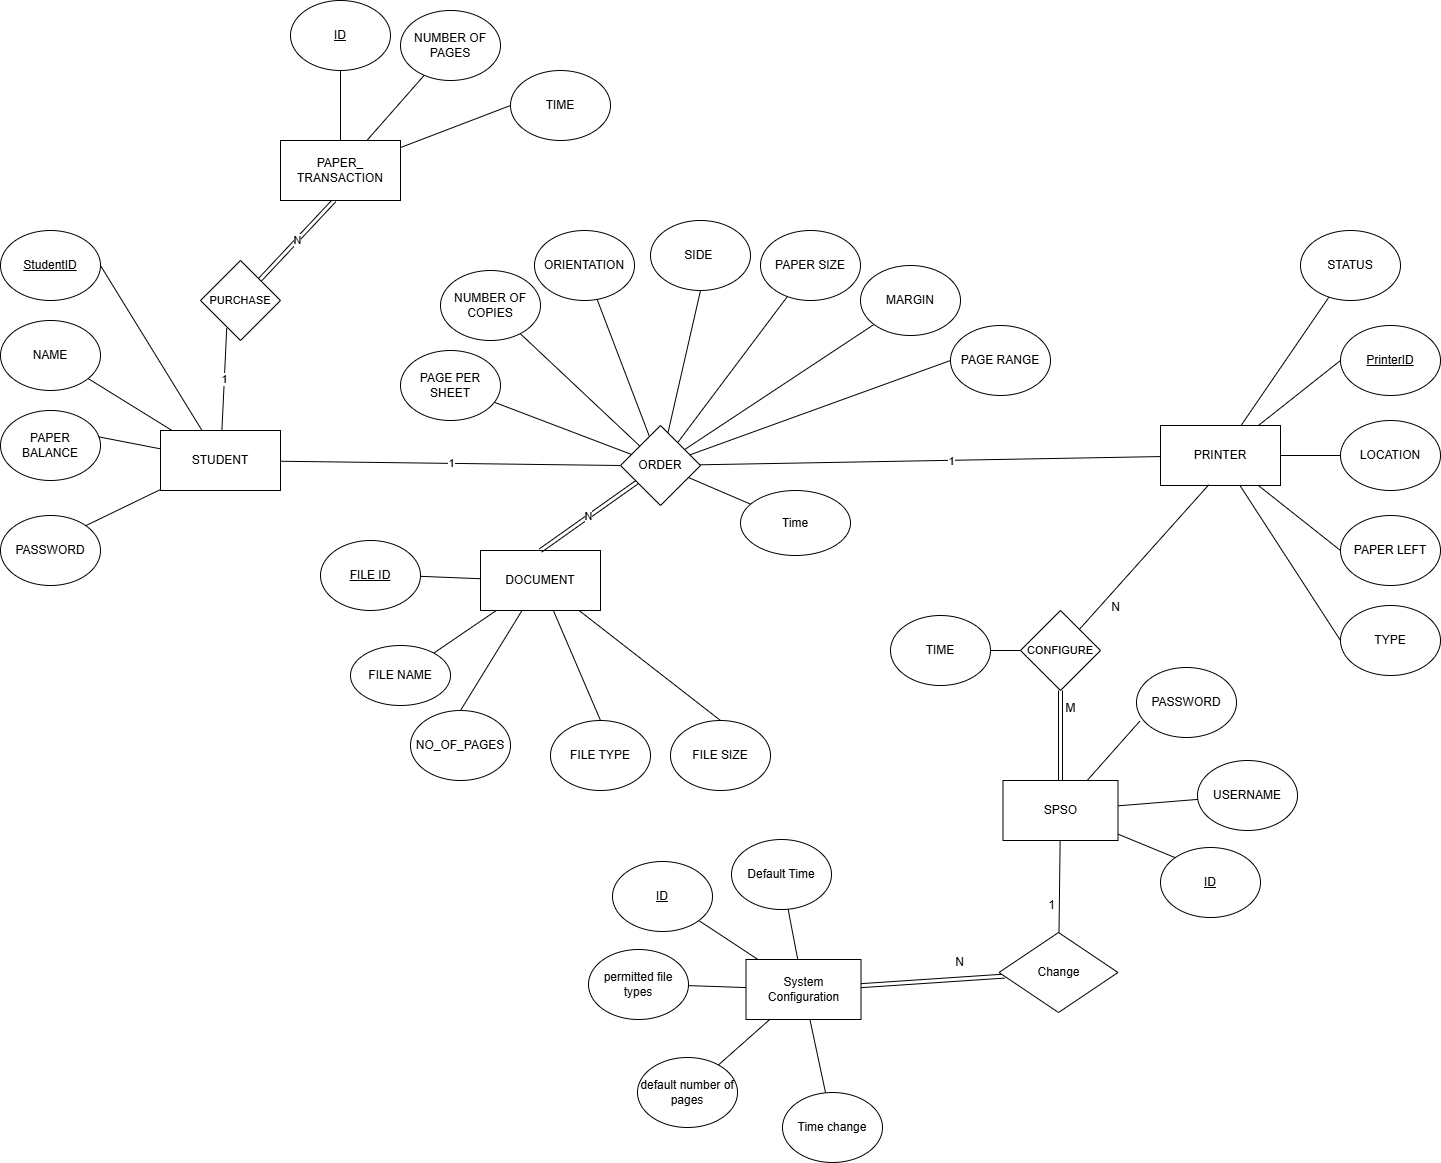 ID
NUMBER OF
PAGES
TIME
PAPER_
TRANSACTION
N
StudentID
PURCHASE
NAME
1
PAPER
BALANCE
STUDENT
PASSWORD
1
PAGE PER
SHEET
NUMBER OF
COPIES
ORIENTATION
SIDE
PAPER SIZE
MARGIN
PAGE RANGE
ORDER
1
Time
N
STATUS
PrinterID
PRINTER
LOCATION
PAPER LEFT
TYPE
FILE ID
DOCUMENT
FILE NAME
NO_OF_PAGES
FILE TYPE
FILE SIZE
N
TIME
CONFIGURE
M
PASSWORD
SPSO
USERNAME
ID
1
Change
N
ID
Default Time
permitted file
types
System
Configuration
default number of
pages
Time change